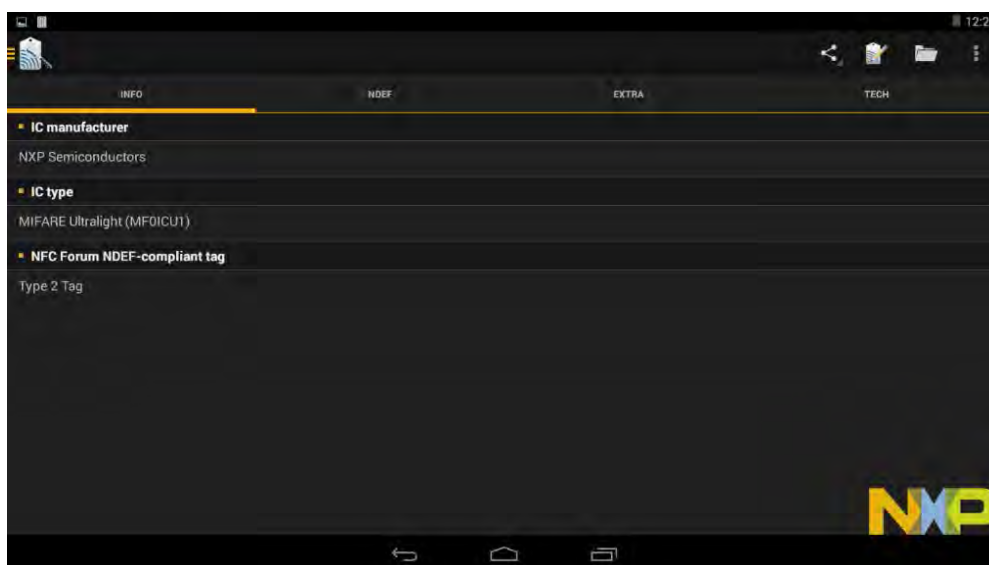 12:2
INFO NDEF EXTRA TECH
IC manufacturer
NXP Semiconductors
IC type
MIFARE Ultralight (MF0ICU1)
NFC Forum NDEF-compliant tag
Type 2 Tag
NXP